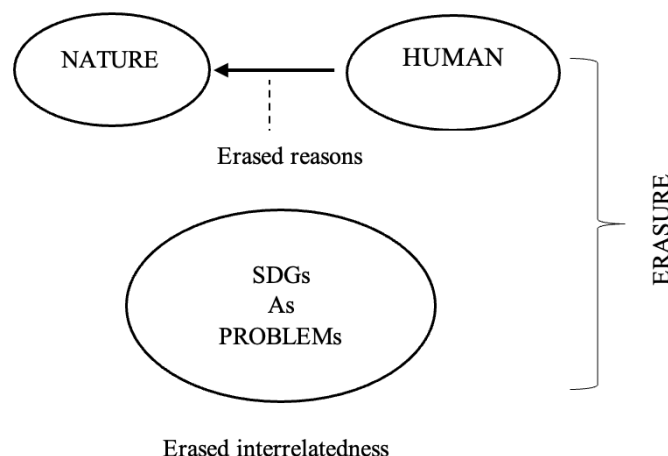 NATURE
HUMAN
Erased reasons
SDGs
As
PROBLEMs
ERASURE
Erased interrelatedness